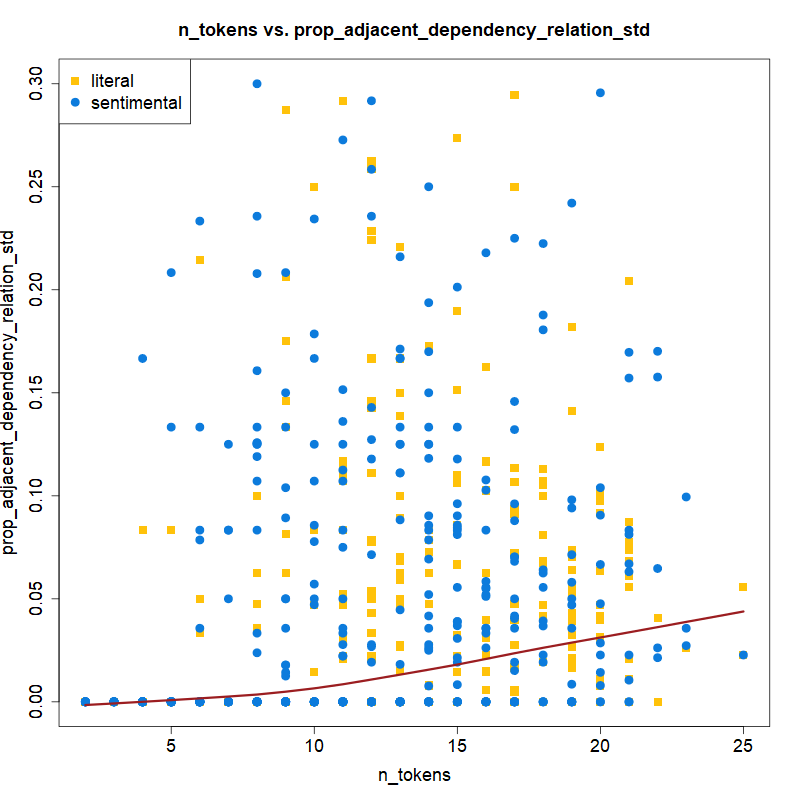 n_tokens vs. prop_adjacent_dependency_relation_std
literal
sentimental
prop_adjacent_dependency_relation_std
0.30
0.25
0.20
0.15
0.10
0.05
0.00
5
10
15
20
25
n_tokens